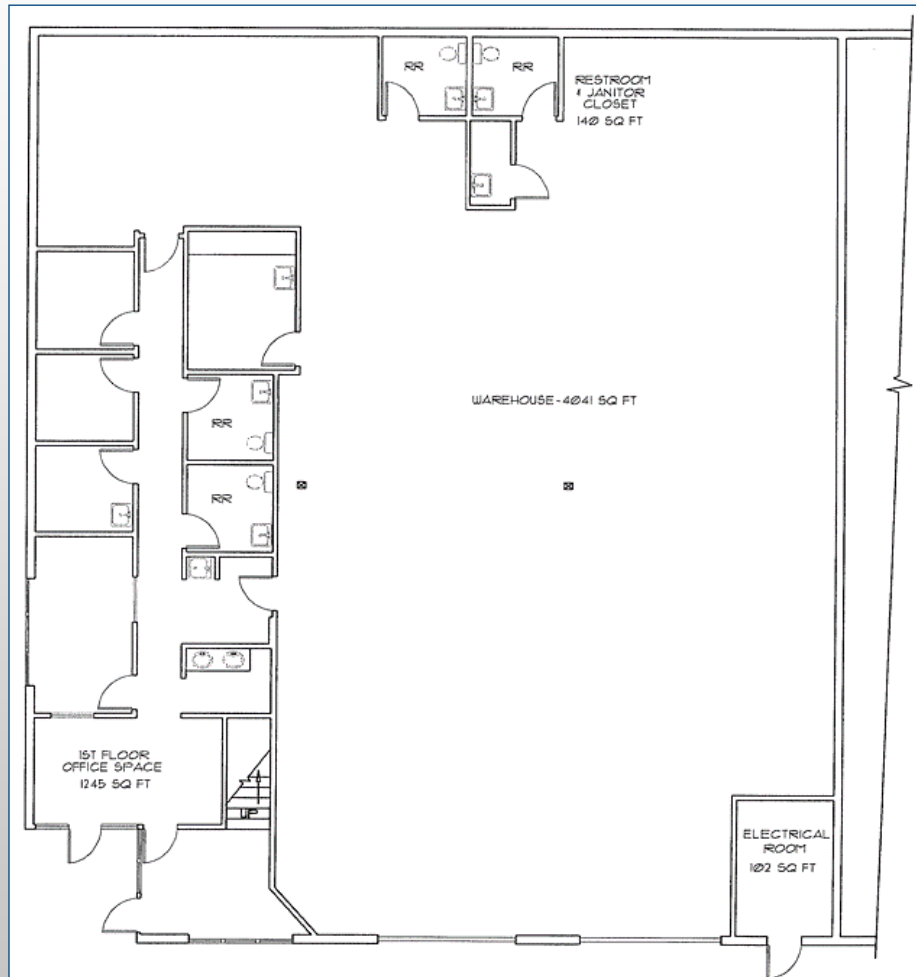 RR
RR
RESTROOM
& JANITOR
CLOSET
140 SQ FT
WAREHOUSE-4041 SQ FT
RR
RR
1ST FLOOR
OFFICE SPACE
1245 SQ FT
UP
ELECTRICAL
ROOM
102 SQ FT